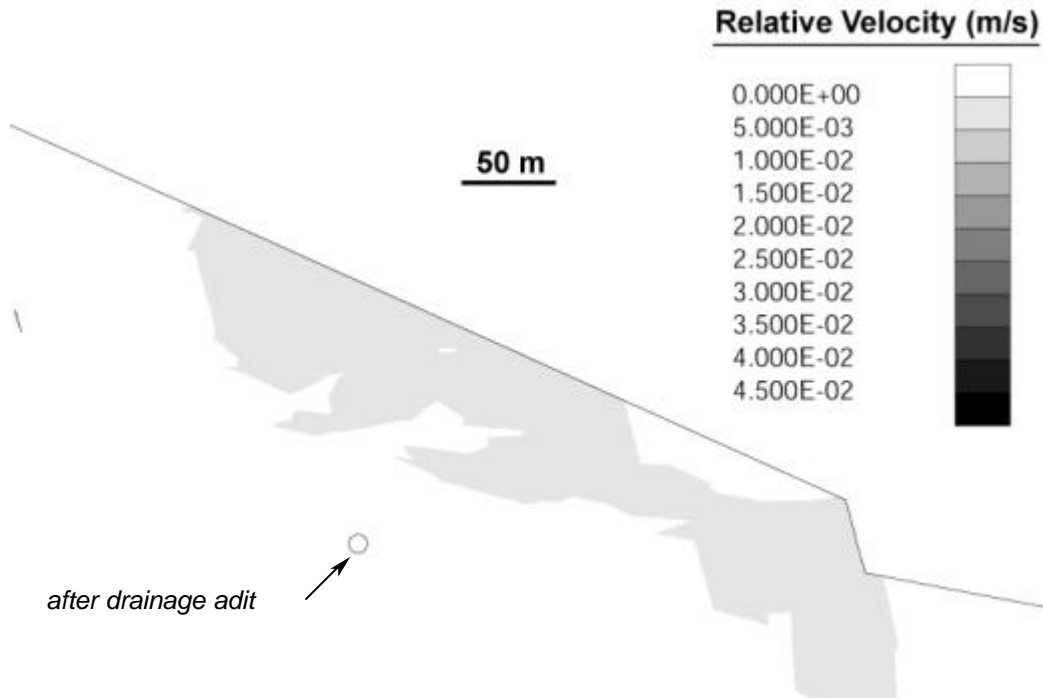 Relative Velocity (m/s)
0.000E+00
5.000E-03
1.000E-02
1.500E-02
2.000E-02
2.500E-02
3.000E-02
3.500E-02
4.000E-02
4.500E-02
50 m
after drainage adit